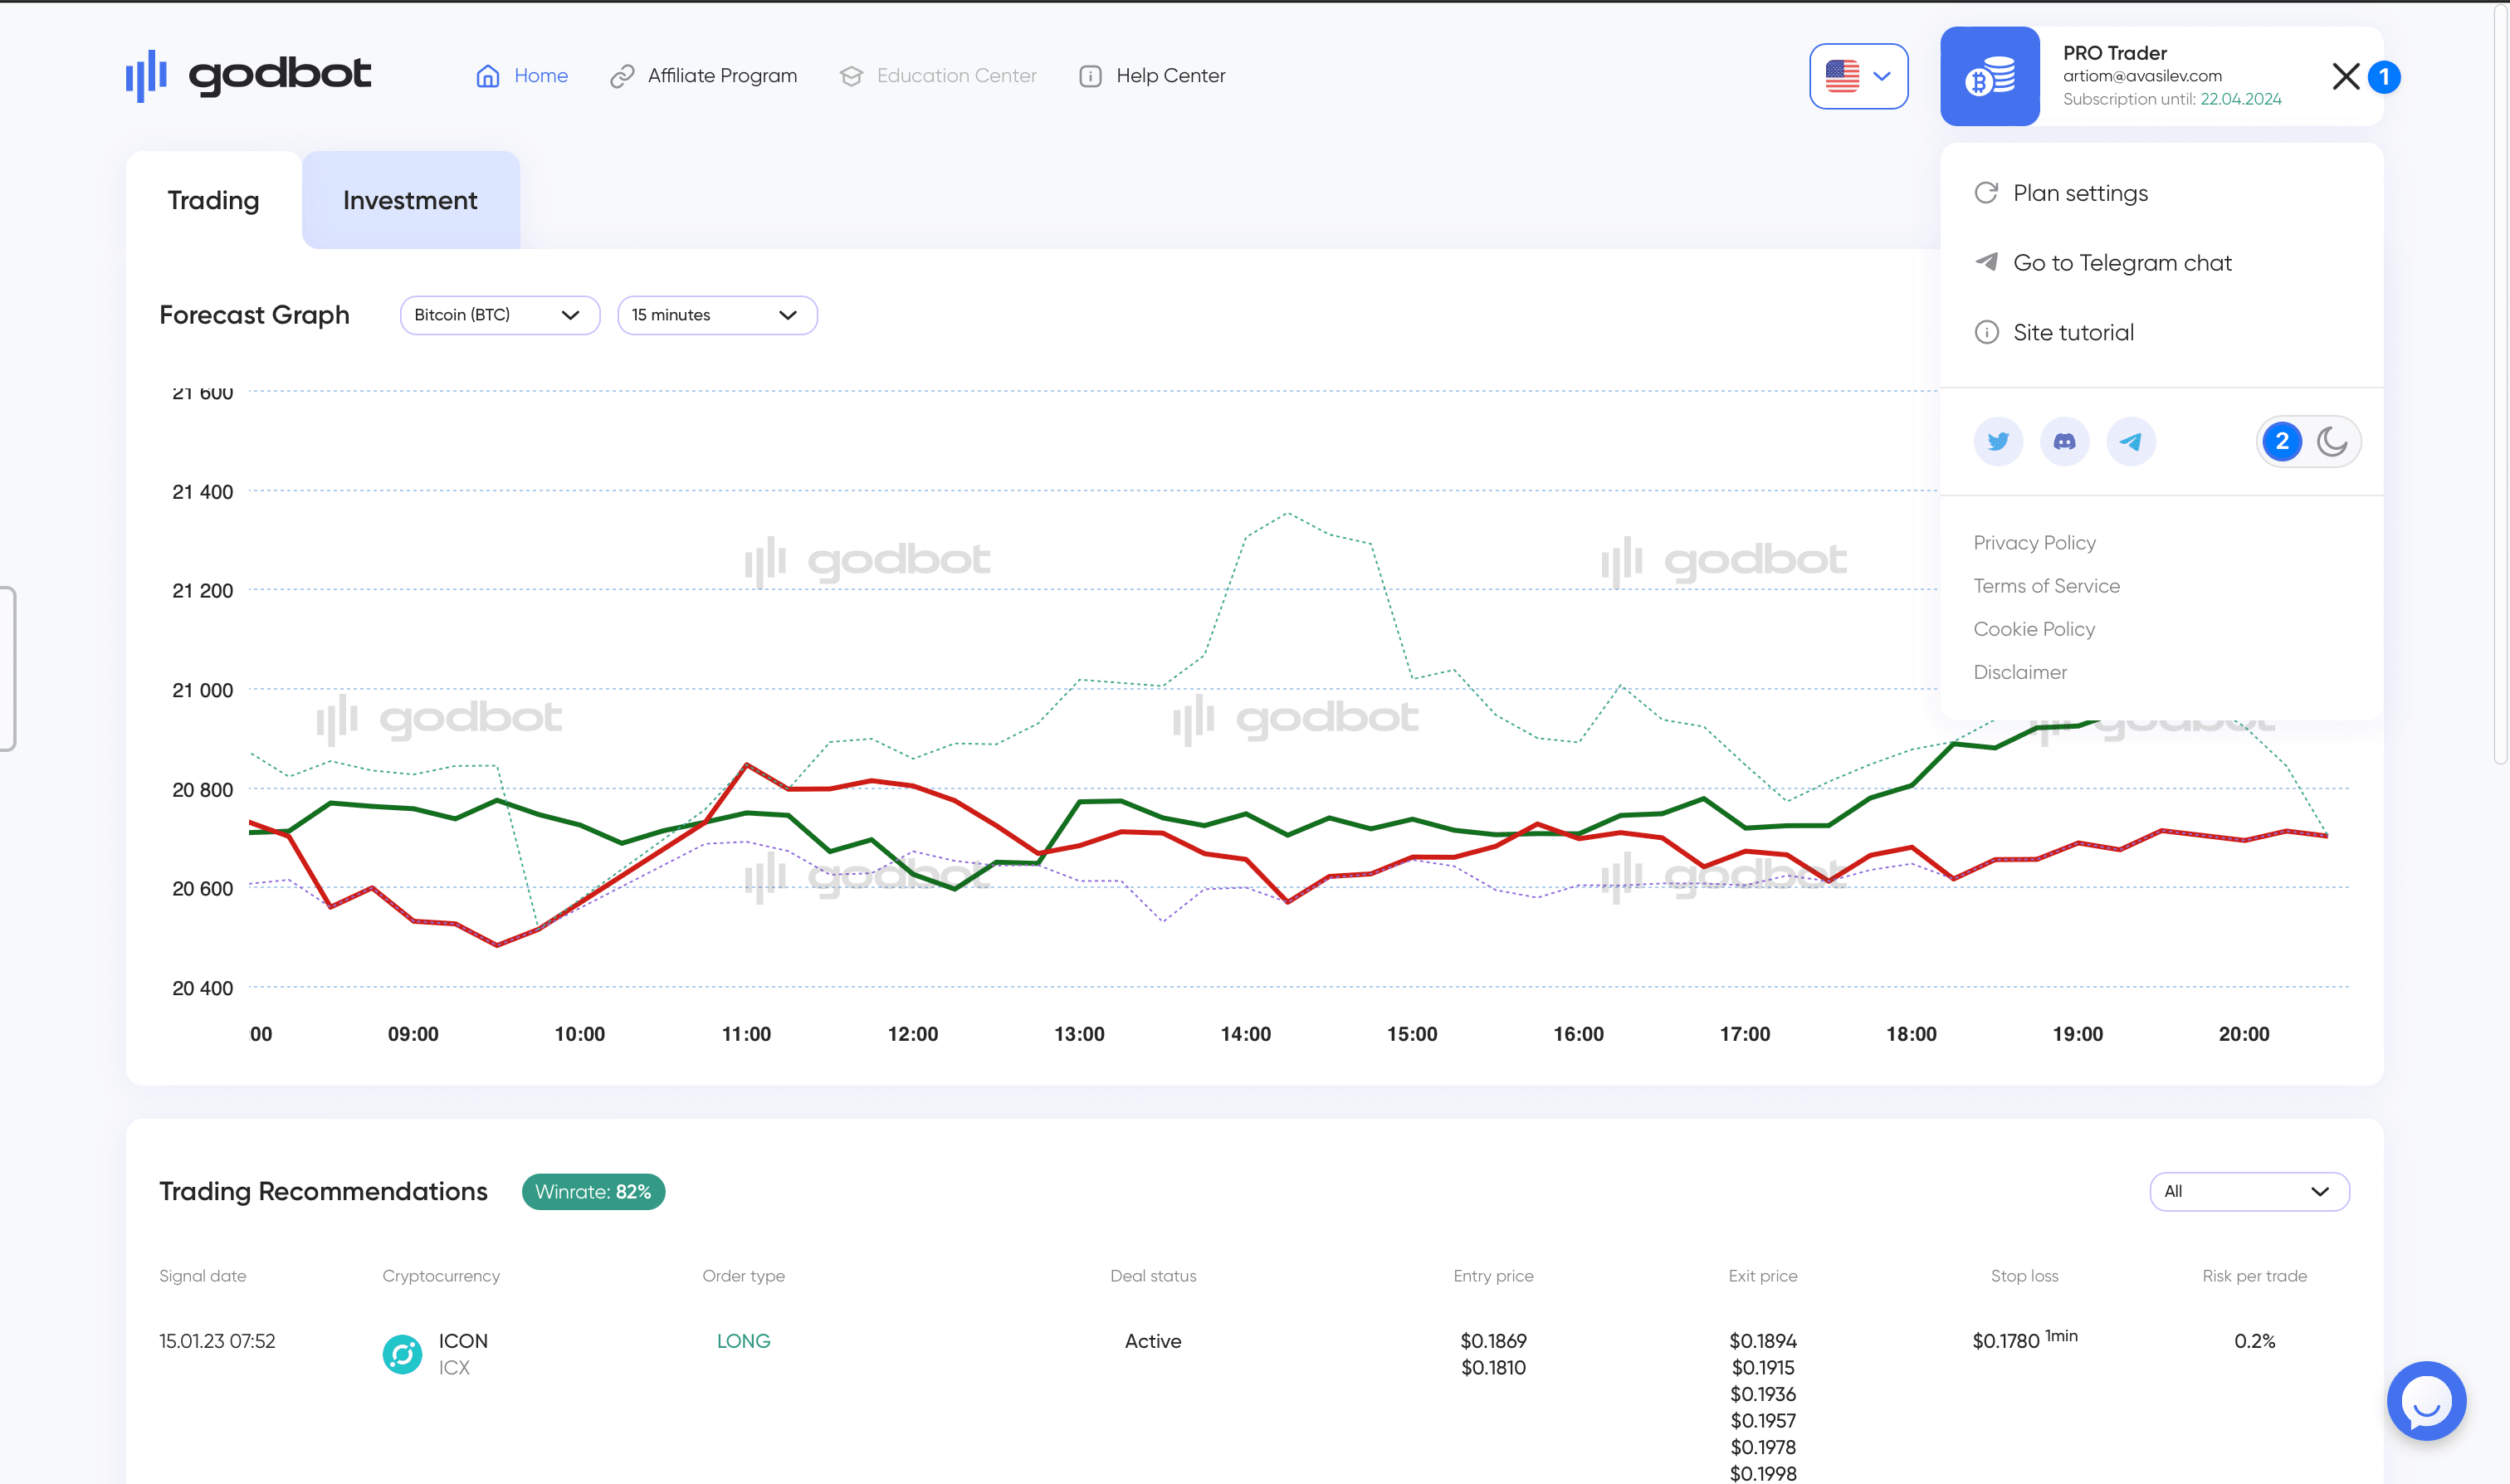 godbot
Home
Affiliate Program
Education Center
Help Center
PRO Trader
artiom@avasilev.com
Subscription until: 22.04.2024
1
Trading
Investment
Plan settings
Go to Telegram chat
Site tutorial
2
Privacy Policy
Terms of Service
Cookie Policy
Disclaimer
Forecast Graph
Bitcoin (BTC)
15 minutes
21 600
21 400
21 200
21 000
20 800
20 600
20 400
godbot
godbot
godbot
godbot
godbot
godbot
godbot
:00 09:00 10:00 11:00 12:00 13:00 14:00 15:00 16:00 17:00 18:00 19:00 20:00
Trading Recommendations
Winrate: 82%
All
Signal date Cryptocurrency Order type Deal status Entry price Exit price Stop loss Risk per trade
15.01.23 07:52 ICON LONG Active $0.1869 $0.1894 $0.1780 1min 0.2%
ICX $0.1810 $0.1915
$0.1936
$0.1957
$0.1978
$0.1998